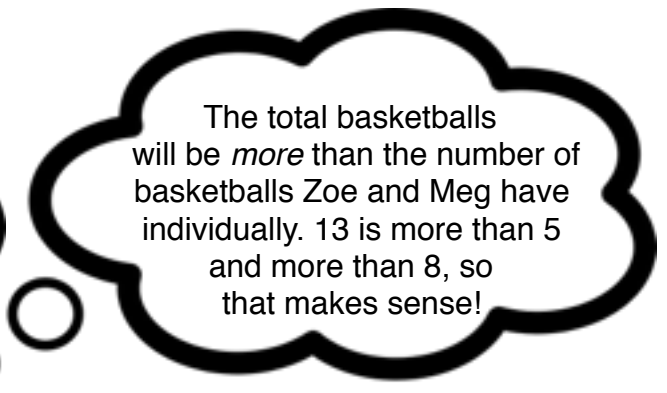 The total basketballs
will be more than the number of
basketballs Zoe and Meg have
individually. 13 is more than 5
and more than 8, so
that makes sense!